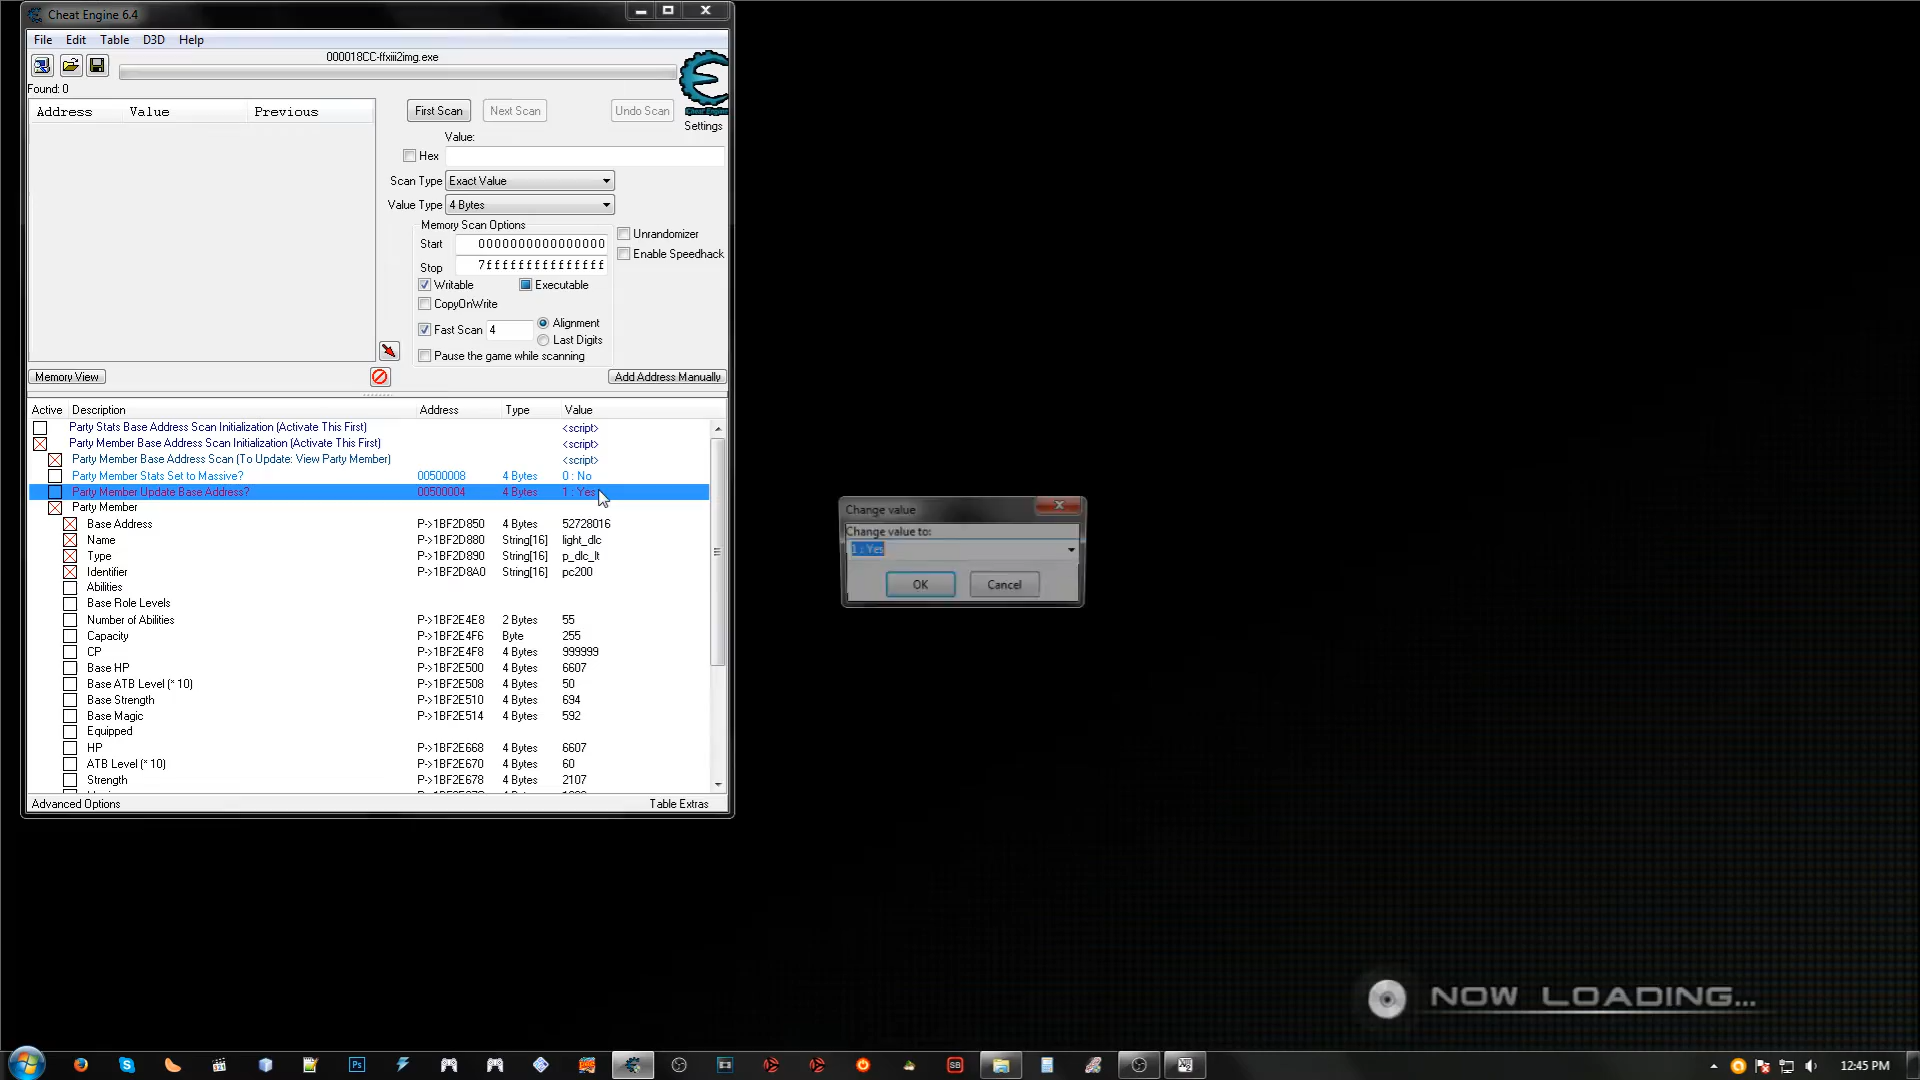 Cheat Engine 6.4
File Edit Table D3D Help
000018CC-ffxiii2img.exe
Found: 0
Address Value Previous
First Scan Next Scan Undo Scan
Cheat Engine
Settings
Value:
Hex
Scan Type Exact Value
Value Type 4 Bytes
Memory Scan Options
Start 0000000000000000
Stop 7fffffffffffffff
Unrandomizer
Enable Speedhack
Writable Executable
CopyOnWrite
Fast Scan 4 Alignment
Last Digits
Pause the game while scanning
Memory View Add Address Manually
Active Description Address Type Value
Party Stats Base Address Scan Initialization (Activate This First) <script>
Party Member Base Address Scan Initialization (Activate This First) <script>
Party Member Base Address Scan (To Update: View Party Member) <script>
Party Member Stats Set to Massive? 00500008 4 Bytes 0 : No
Party Member Update Base Address? 00500004 4 Bytes 1 : Yes
Party Member
Base Address P->1BF2D850 4 Bytes 52728016
Name P->1BF2D880 String[16] light_dlc
Type P->1BF2D890 String[16] p_dlc_lt
Identifier P->1BF2D8A0 String[16] pc200
Abilities
Base Role Levels
Number of Abilities P->1BF2E4E8 2 Bytes 55
Capacity P->1BF2E4F6 Byte 255
CP P->1BF2E4F8 4 Bytes 999999
Base HP P->1BF2E500 4 Bytes 6607
Base ATB Level (* 10) P->1BF2E508 4 Bytes 50
Base Strength P->1BF2E510 4 Bytes 694
Base Magic P->1BF2E514 4 Bytes 592
Equipped
HP P->1BF2E668 4 Bytes 6607
ATB Level (* 10) P->1BF2E670 4 Bytes 60
Strength P->1BF2E678 4 Bytes 2107
Advanced Options Table Extras
Change value
Change value to:
1 : Yes
OK Cancel
NOW LOADING...
Ps
SB
12:45 PM